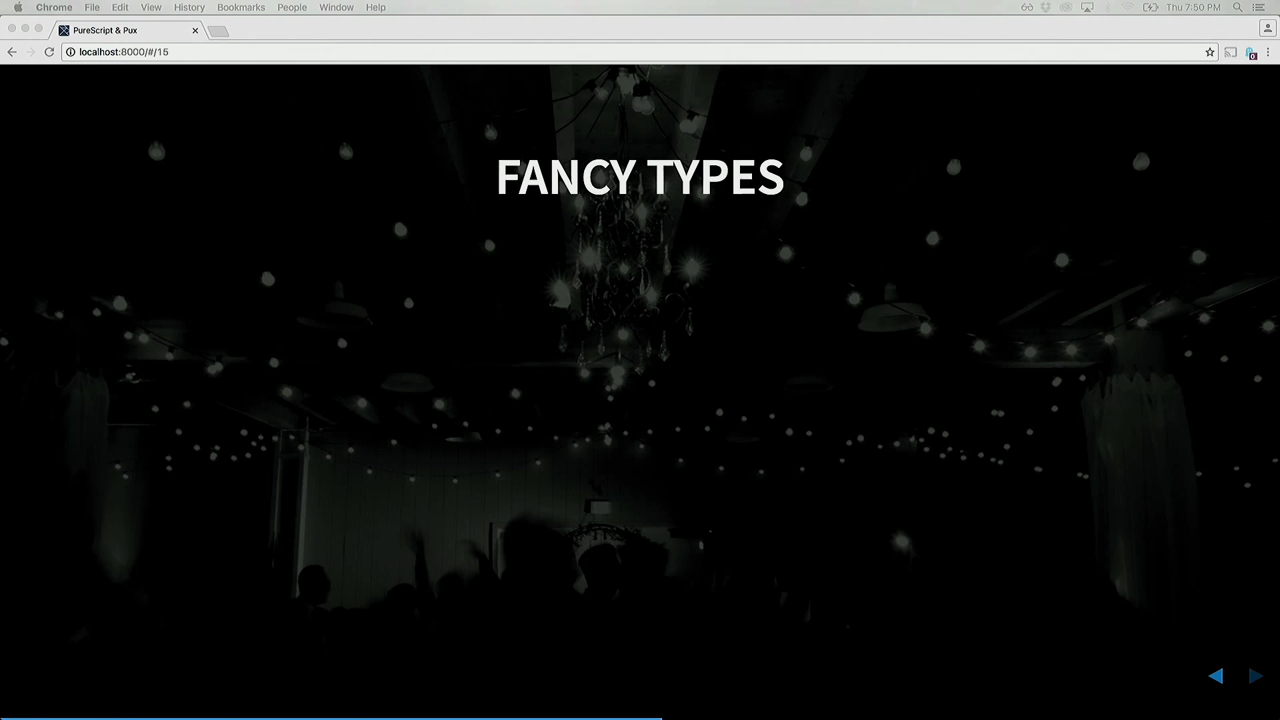 Chrome File Edit View History Bookmarks People Window Help Thu 7:50 PM
PureScript & Pux
localhost:8000/#/15
FANCY TYPES